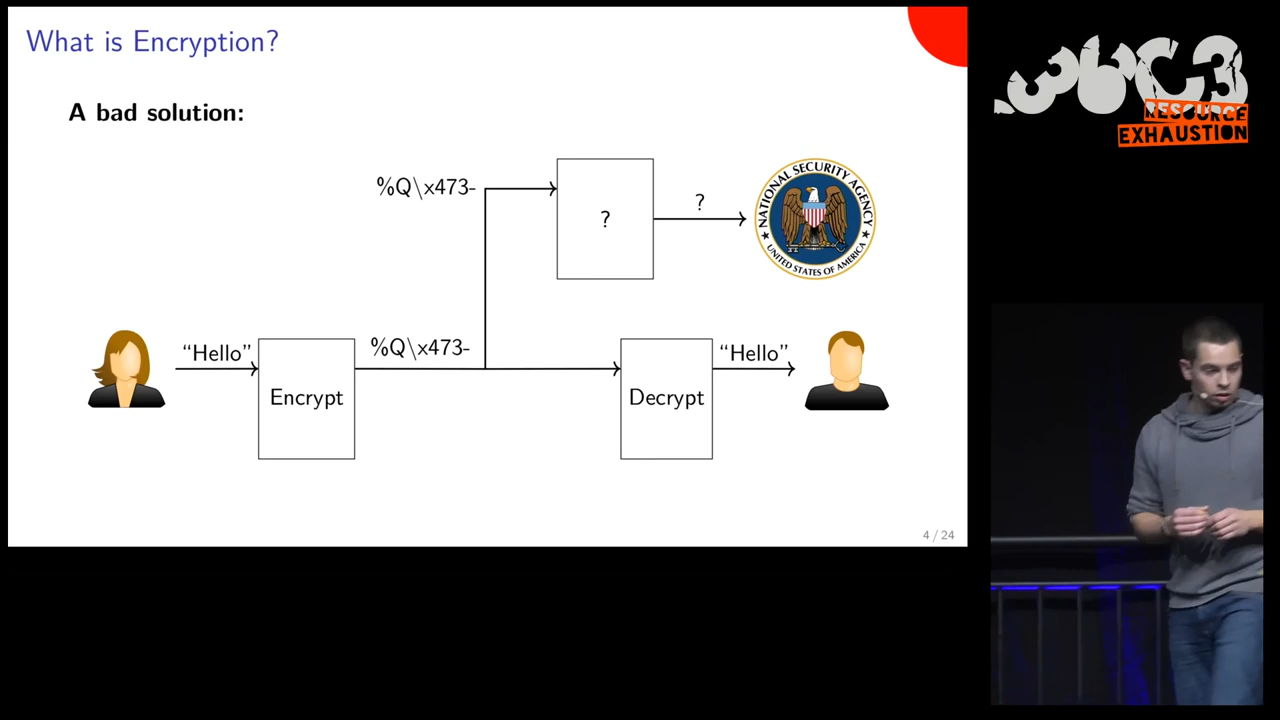 What is Encryption?
A bad solution:
%Q\x473-
?
?
NATIONAL SECURITY AGENCY
UNITED STATES OF AMERICA
"Hello"
Encrypt
%Q\x473-
Decrypt
"Hello"
4 / 24
36C3
RESOURCE
EXHAUSTION